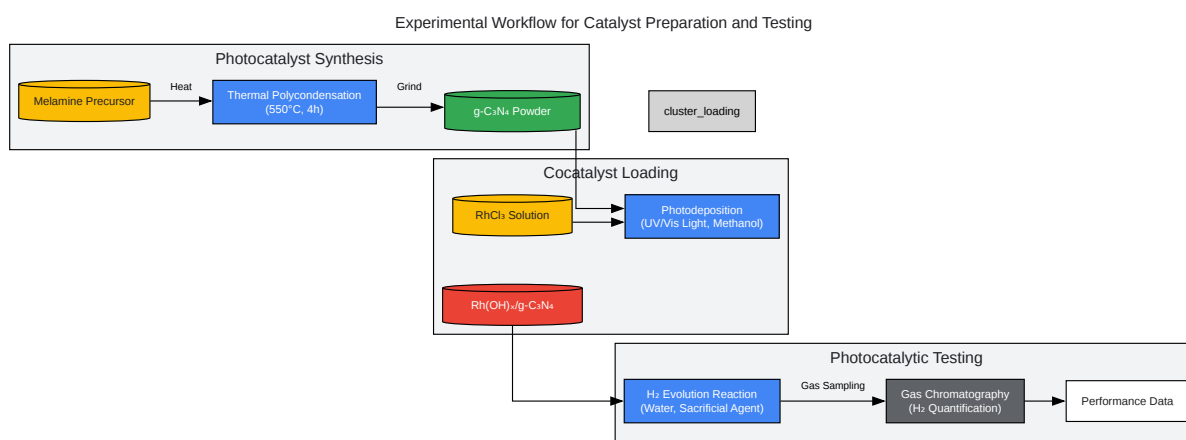 Experimental Workflow for Catalyst Preparation and Testing
Photocatalyst Synthesis
Melamine Precursor
Heat
Thermal Polycondensation
(550°C, 4h)
Grind
g-C₃N₄ Powder
cluster_loading
Cocatalyst Loading
RhCl₃ Solution
Photodeposition
(UV/Vis Light, Methanol)
Rh(OH)ₓ/g-C₃N₄
Photocatalytic Testing
H₂ Evolution Reaction
(Water, Sacrificial Agent)
Gas Sampling
Gas Chromatography
(H₂ Quantification)
Performance Data